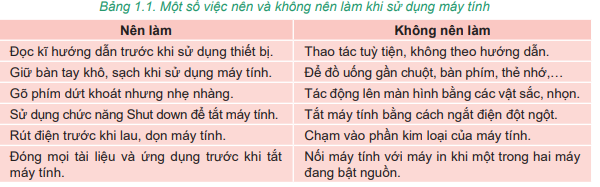 Bảng 1.1. Một số việc nên và không nên làm khi sử dụng máy tính
Nên làm
Không nên làm
Đọc kĩ hướng dẫn trước khi sử dụng thiết bị.
Thao tác tuỳ tiện, không theo hướng dẫn.
Giữ bàn tay khô, sạch khi sử dụng máy tính.
Để đồ uống gần chuột, bàn phím, thẻ nhớ,...
Gõ phím dứt khoát nhưng nhẹ nhàng.
Tác động lên màn hình bằng các vật sắc, nhọn.
Sử dụng chức năng Shut down để tắt máy tính.
Tắt máy tính bằng cách ngắt điện đột ngột.
Rút điện trước khi lau, dọn máy tính.
Chạm vào phần kim loại của máy tính.
Đóng mọi tài liệu và ứng dụng trước khi tắt
máy tính.
Nối máy tính với máy in khi một trong hai máy
đang bật nguồn.